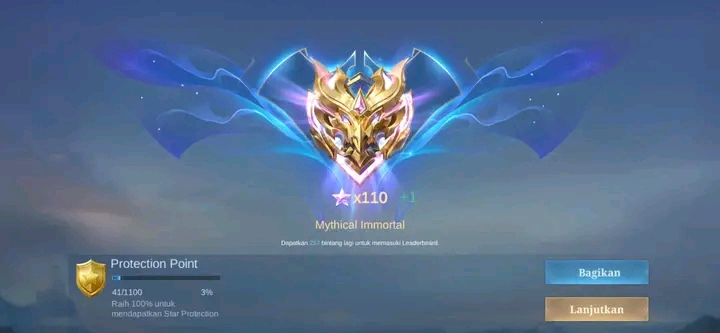 x110 +1
Mythical Immortal
Dapatkan bintang lagi untuk memasuki Leaderboard.
Protection Point
41/1100 3%
Raih 100% untuk
mendapatkan Star Protection
Bagikan
Lanjutkan